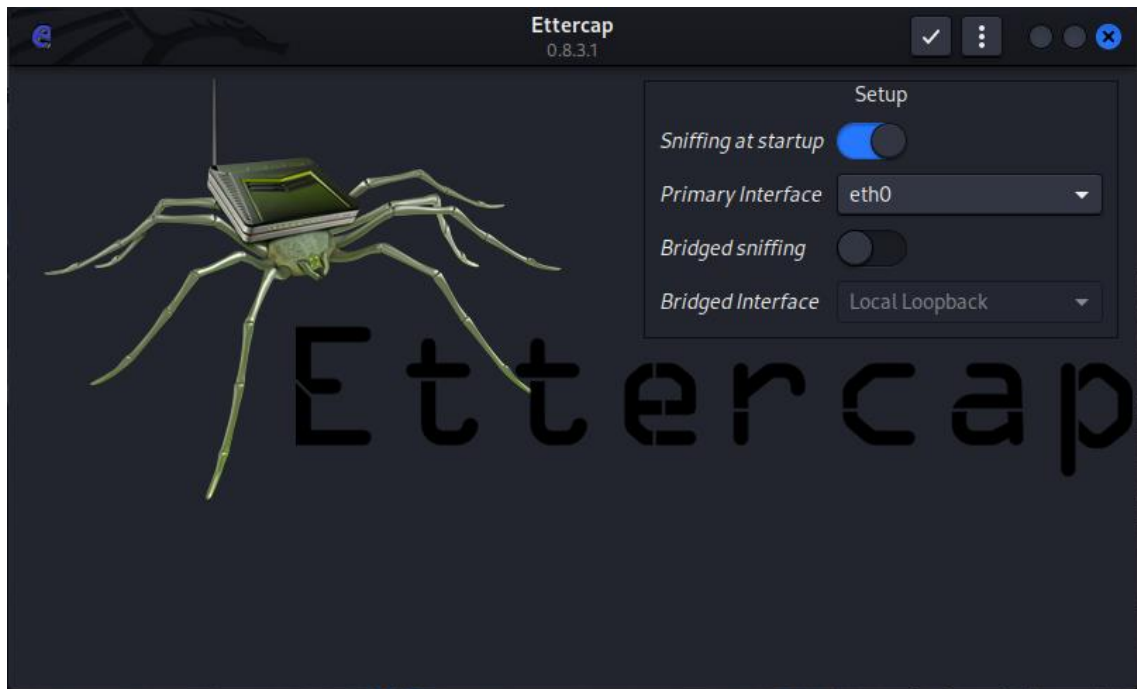 Ettercap
0.8.3.1
Setup
Sniffing at startup
Primary Interface eth0
Bridged sniffing
Bridged Interface Local Loopback
Ettercap